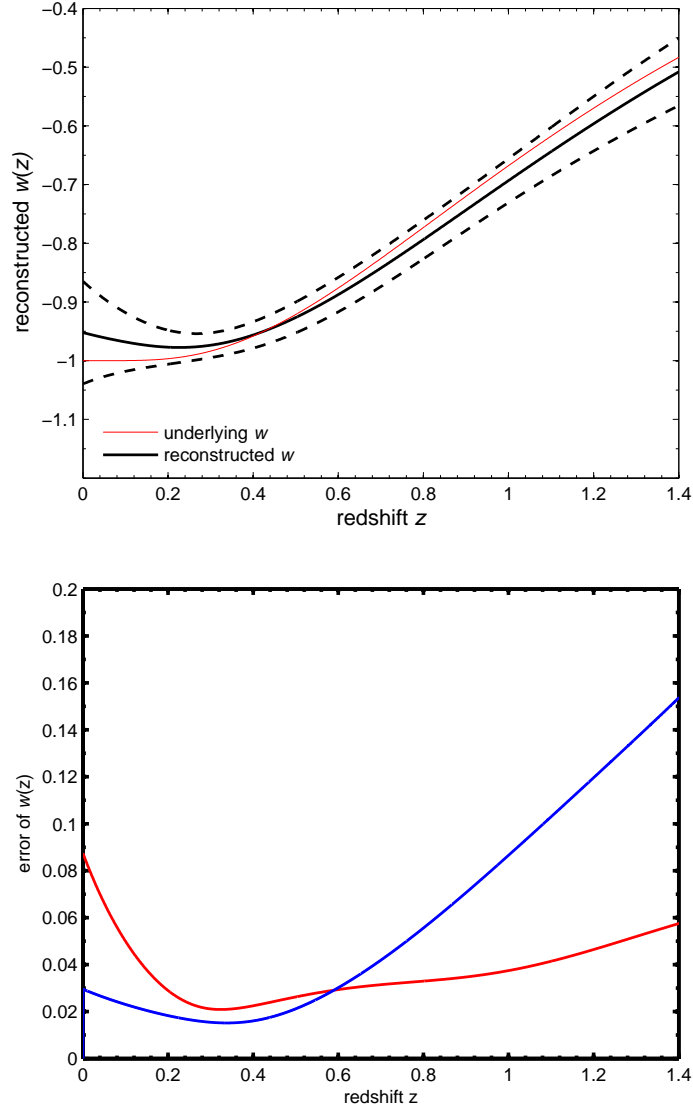 −0.4
−0.5
−0.6
−0.7
−0.8
−0.9
−1
−1.1
reconstructed w(z)
underlying w
reconstructed w
0 0.2 0.4 0.6 0.8 1 1.2 1.4
redshift z
0.2
0.18
0.16
0.14
0.12
0.1
0.08
0.06
0.04
0.02
0
error of w(z)
0 0.2 0.4 0.6 0.8 1 1.2 1.4
redshift z